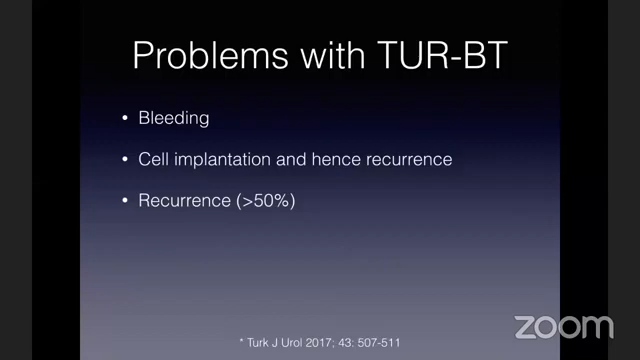 Problems with TUR-BT
• Bleeding
• Cell implantation and hence recurrence
• Recurrence (>50%)
* Turk J Urol 2017; 43: 507-511
zoom